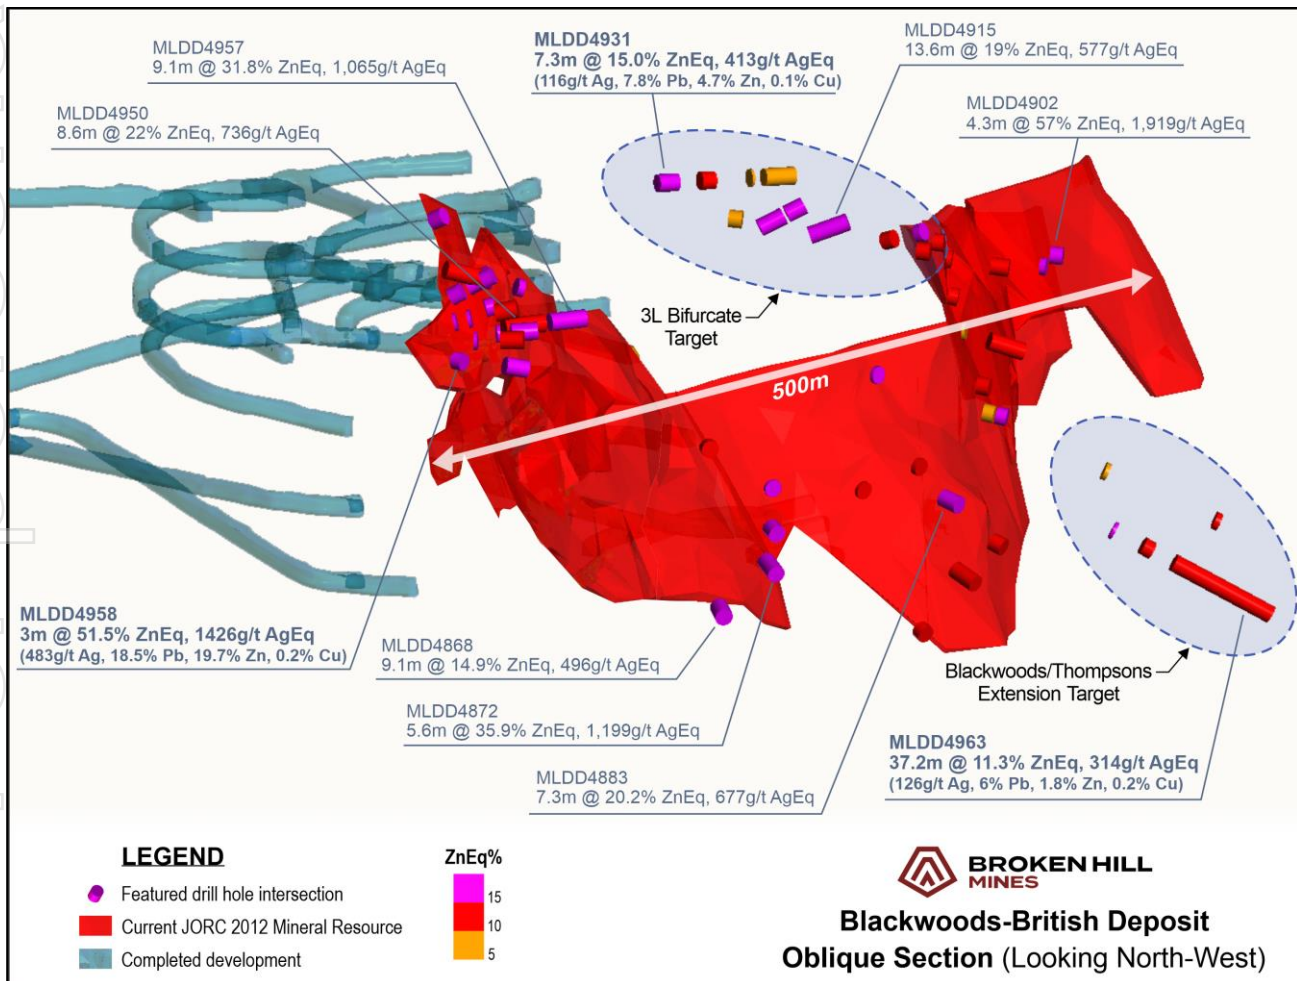 MLDD4957
9.1m @ 31.8% ZnEq, 1,065g/t AgEq
MLDD4950
8.6m @ 22% ZnEq, 736g/t AgEq
MLDD4931
7.3m @ 15.0% ZnEq, 413g/t AgEq
(116g/t Ag, 7.8% Pb, 4.7% Zn, 0.1% Cu)
MLDD4915
13.6m @ 19% ZnEq, 577g/t AgEq
MLDD4902
4.3m @ 57% ZnEq, 1,919g/t AgEq
3L Bifurcate
Target
500m
MLDD4958
3m @ 51.5% ZnEq, 1426g/t AgEq
(483g/t Ag, 18.5% Pb, 19.7% Zn, 0.2% Cu)
MLDD4868
9.1m @ 14.9% ZnEq, 496g/t AgEq
MLDD4872
5.6m @ 35.9% ZnEq, 1,199g/t AgEq
MLDD4883
7.3m @ 20.2% ZnEq, 677g/t AgEq
Blackwoods/Thompsons
Extension Target
MLDD4963
37.2m @ 11.3% ZnEq, 314g/t AgEq
(126g/t Ag, 6% Pb, 1.8% Zn, 0.2% Cu)
LEGEND
Featured drill hole intersection
Current JORC 2012 Mineral Resource
Completed development
ZnEq%
15
10
5
BROKEN HILL
MINES
Blackwoods-British Deposit
Oblique Section (Looking North-West)